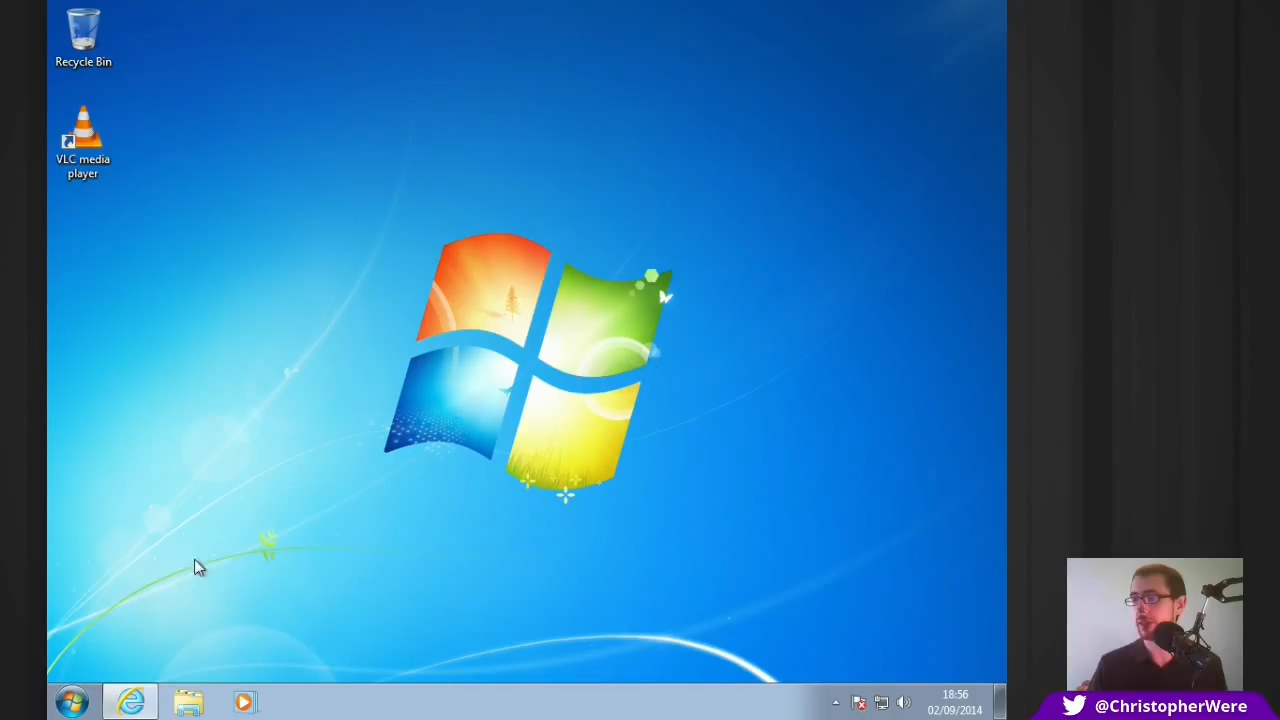 Recycle Bin
VLC media
player
18:56
02/09/2014
@ChristopherWere